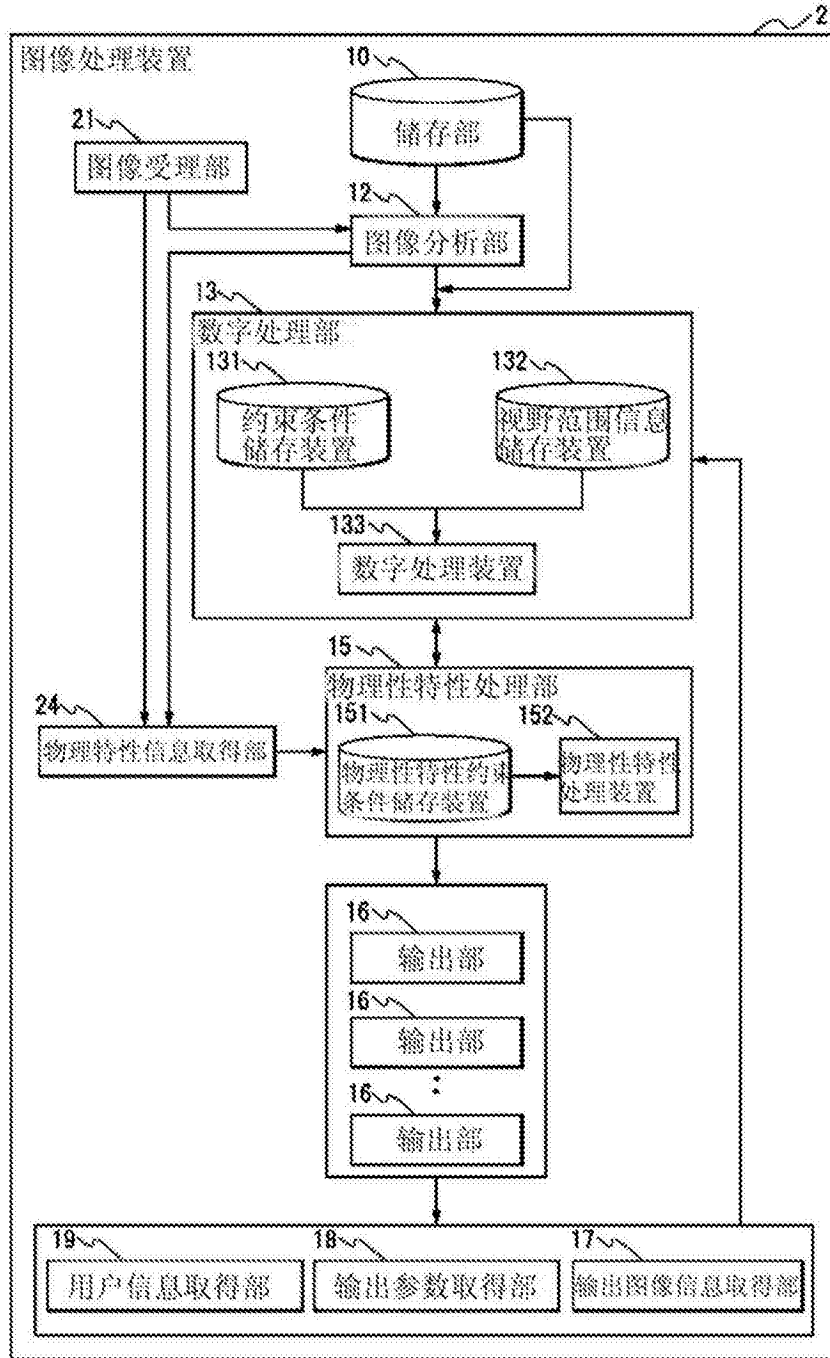 2
图像处理装置
10
储存部
21
图像受理部
12
图像分析部
13
数字处理部
131
约束条件
储存装置
132
视野范围信息
储存装置
133
数字处理装置
15
物理性特性处理部
24
物理特性信息取得部
151
物理性特性约束
条件储存装置
152
物理性特性
处理装置
16
输出部
16
输出部
:
16
输出部
19
用户信息取得部
18
输出参数取得部
17
输出图像信息取得部